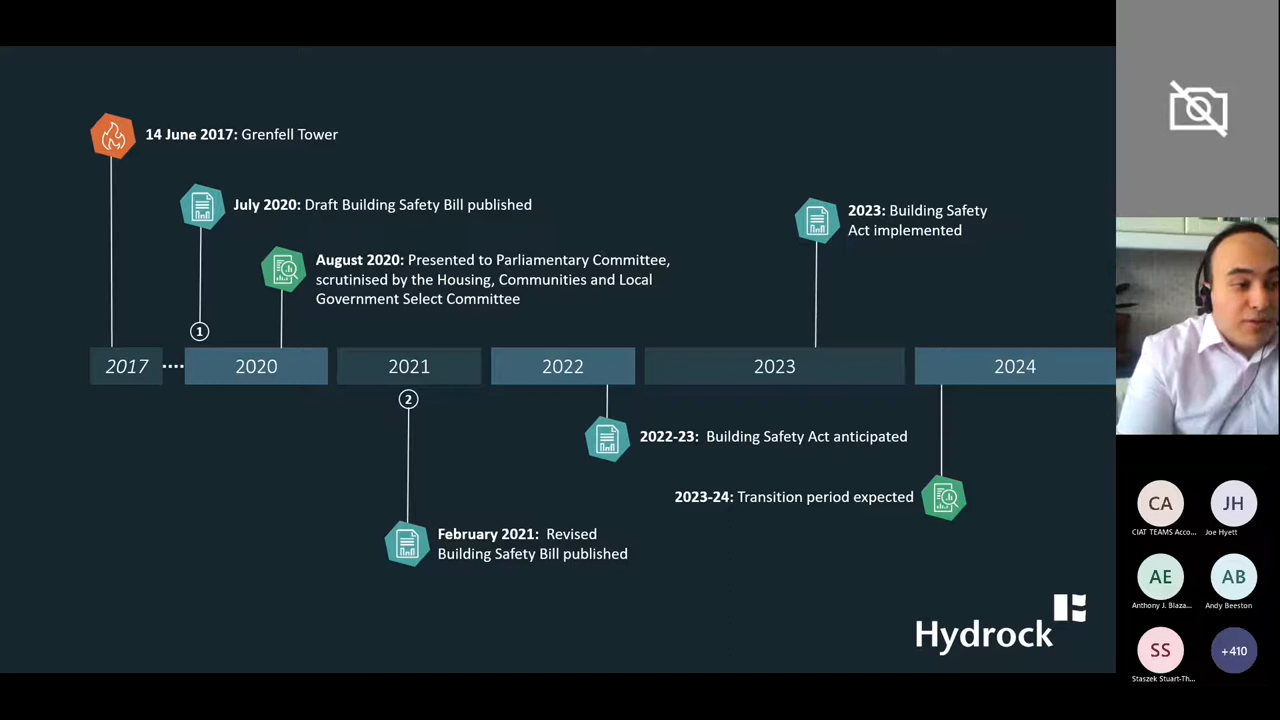 14 June 2017: Grenfell Tower
July 2020: Draft Building Safety Bill published
2023: Building Safety
Act implemented
August 2020: Presented to Parliamentary Committee,
scrutinised by the Housing, Communities and Local
Government Select Committee
1
2017
2020
2021
2022
2023
2024
2
2022-23: Building Safety Act anticipated
2023-24: Transition period expected
February 2021: Revised
Building Safety Bill published
Hydrock
CA
CIAT TEAMS Acco...
JH
Joe Hyett
AE
Anthony J. Blaza...
AB
Andy Beeston
SS
Staszek Stuart-Th...
+410